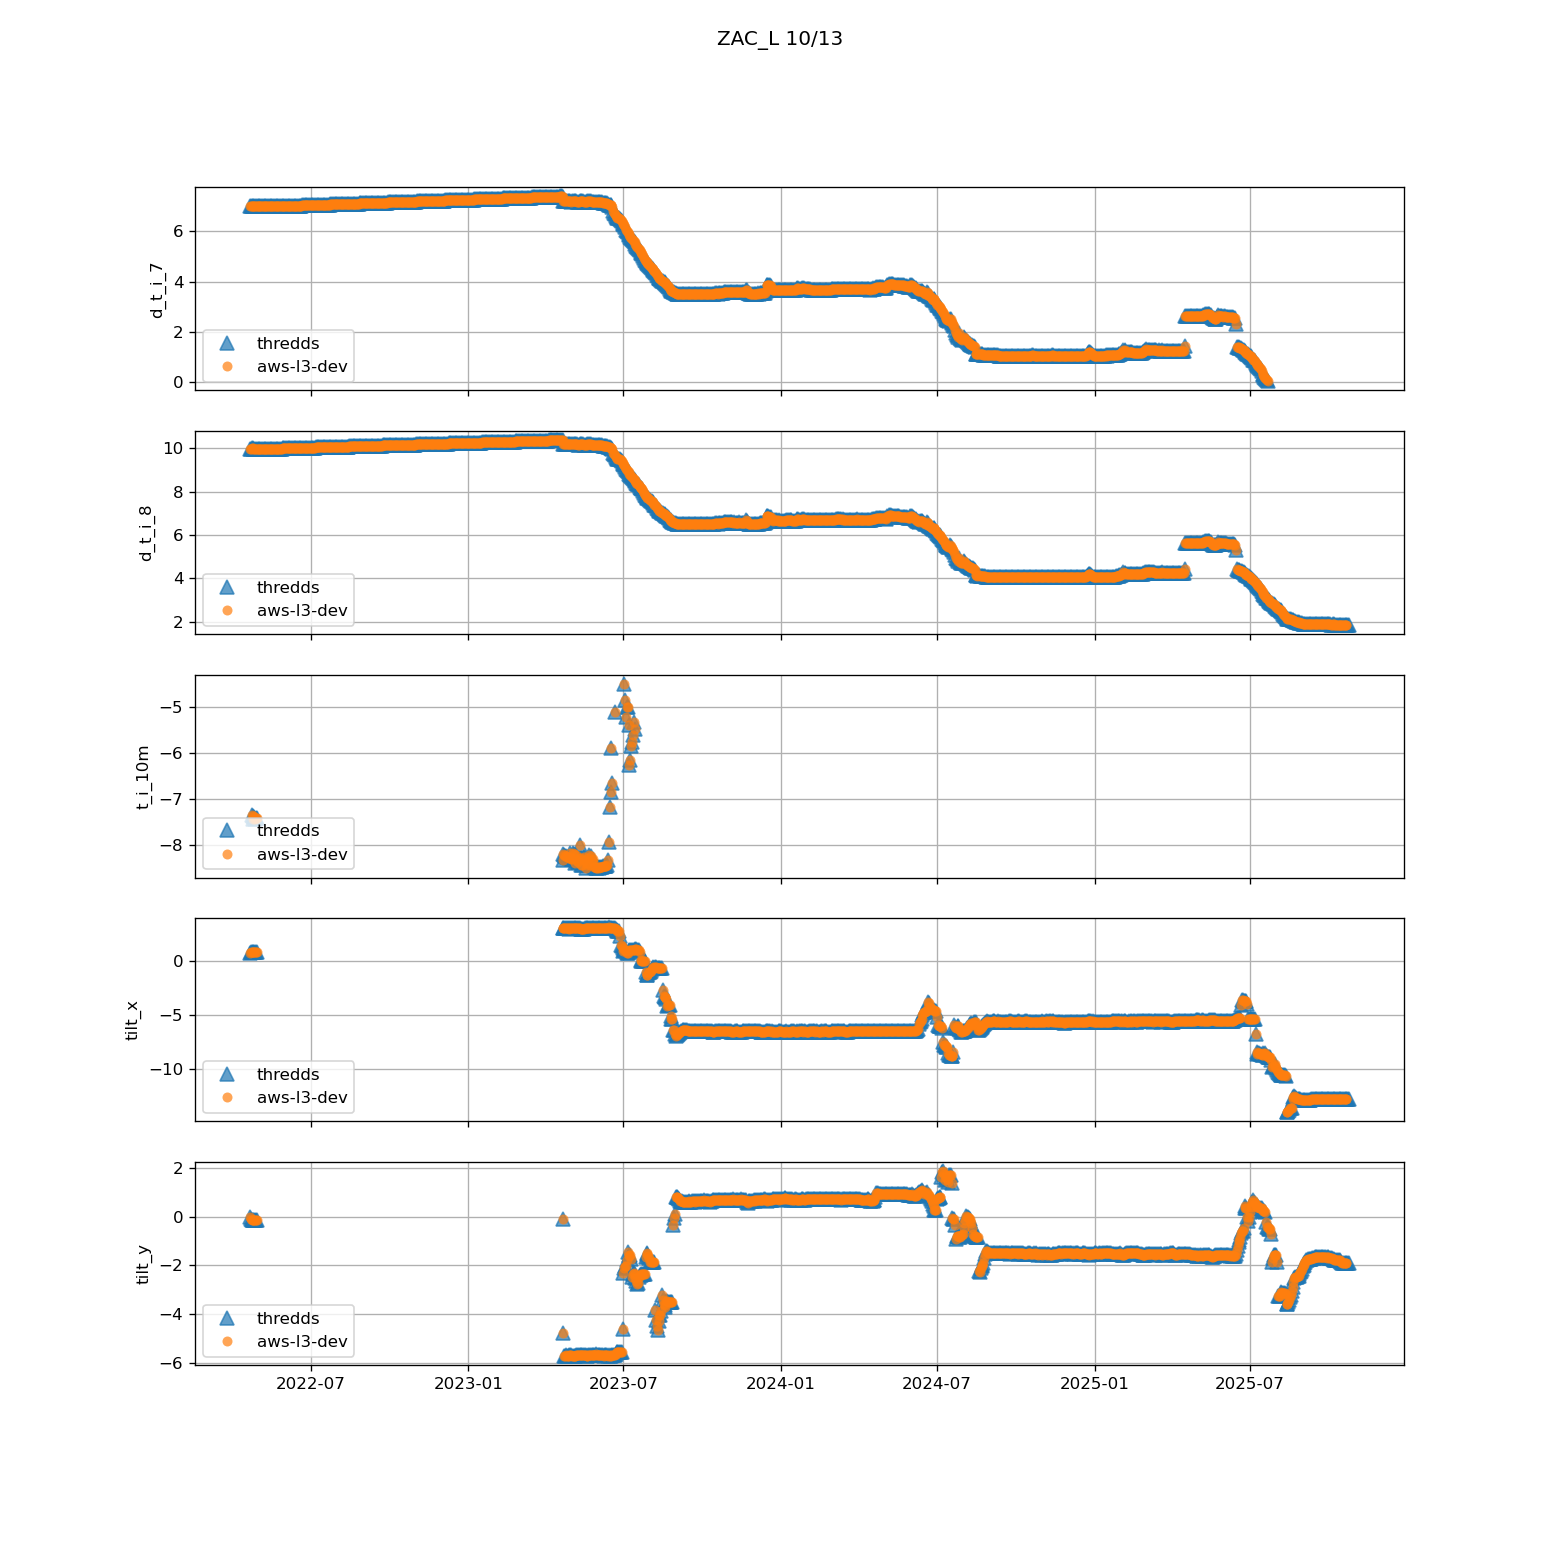 ZAC_L 10/13
6
4
2
0
d_t_i_7
thredds
aws-l3-dev
10
8
6
4
2
d_t_i_8
thredds
aws-l3-dev
−5
−6
−7
−8
t_i_10m
thredds
aws-l3-dev
0
−5
−10
tilt_x
thredds
aws-l3-dev
2
0
−2
−4
−6
tilt_y
thredds
aws-l3-dev
2022-07 2023-01 2023-07 2024-01 2024-07 2025-01 2025-07